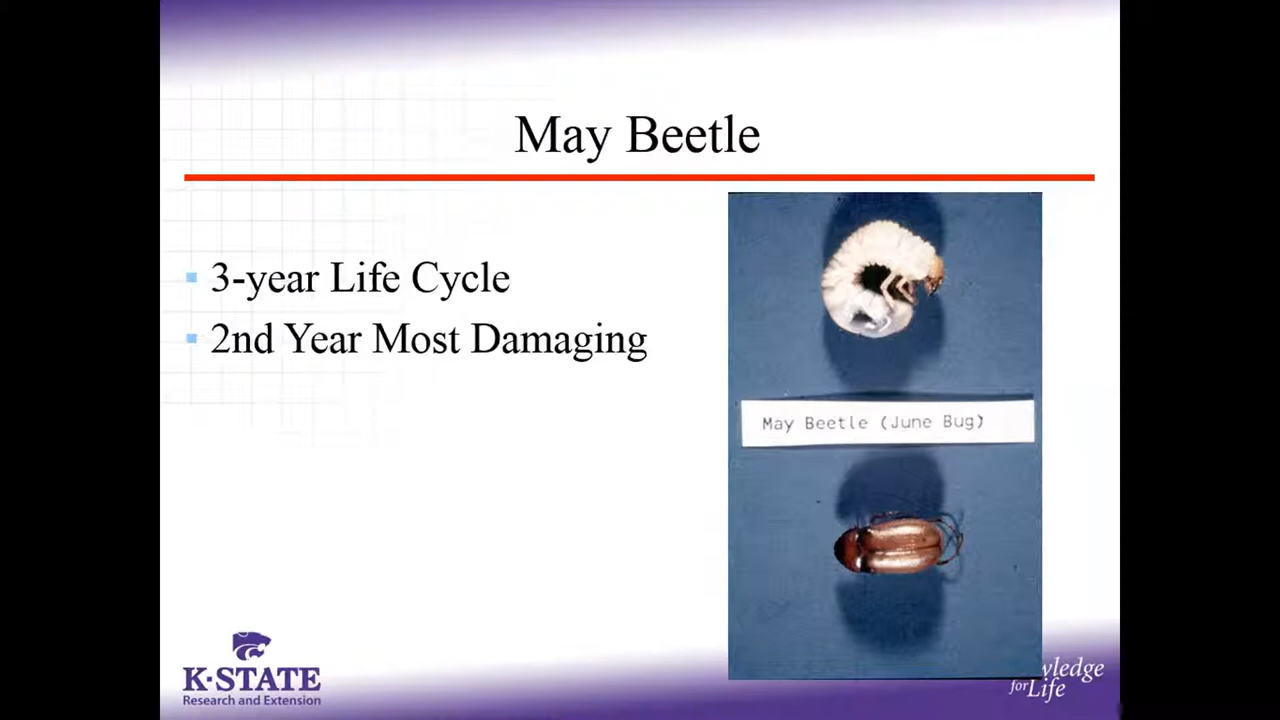 May Beetle
3-year Life Cycle
2nd Year Most Damaging
May Beetle (June Bug)
K-STATE
Research and Extension
for Life